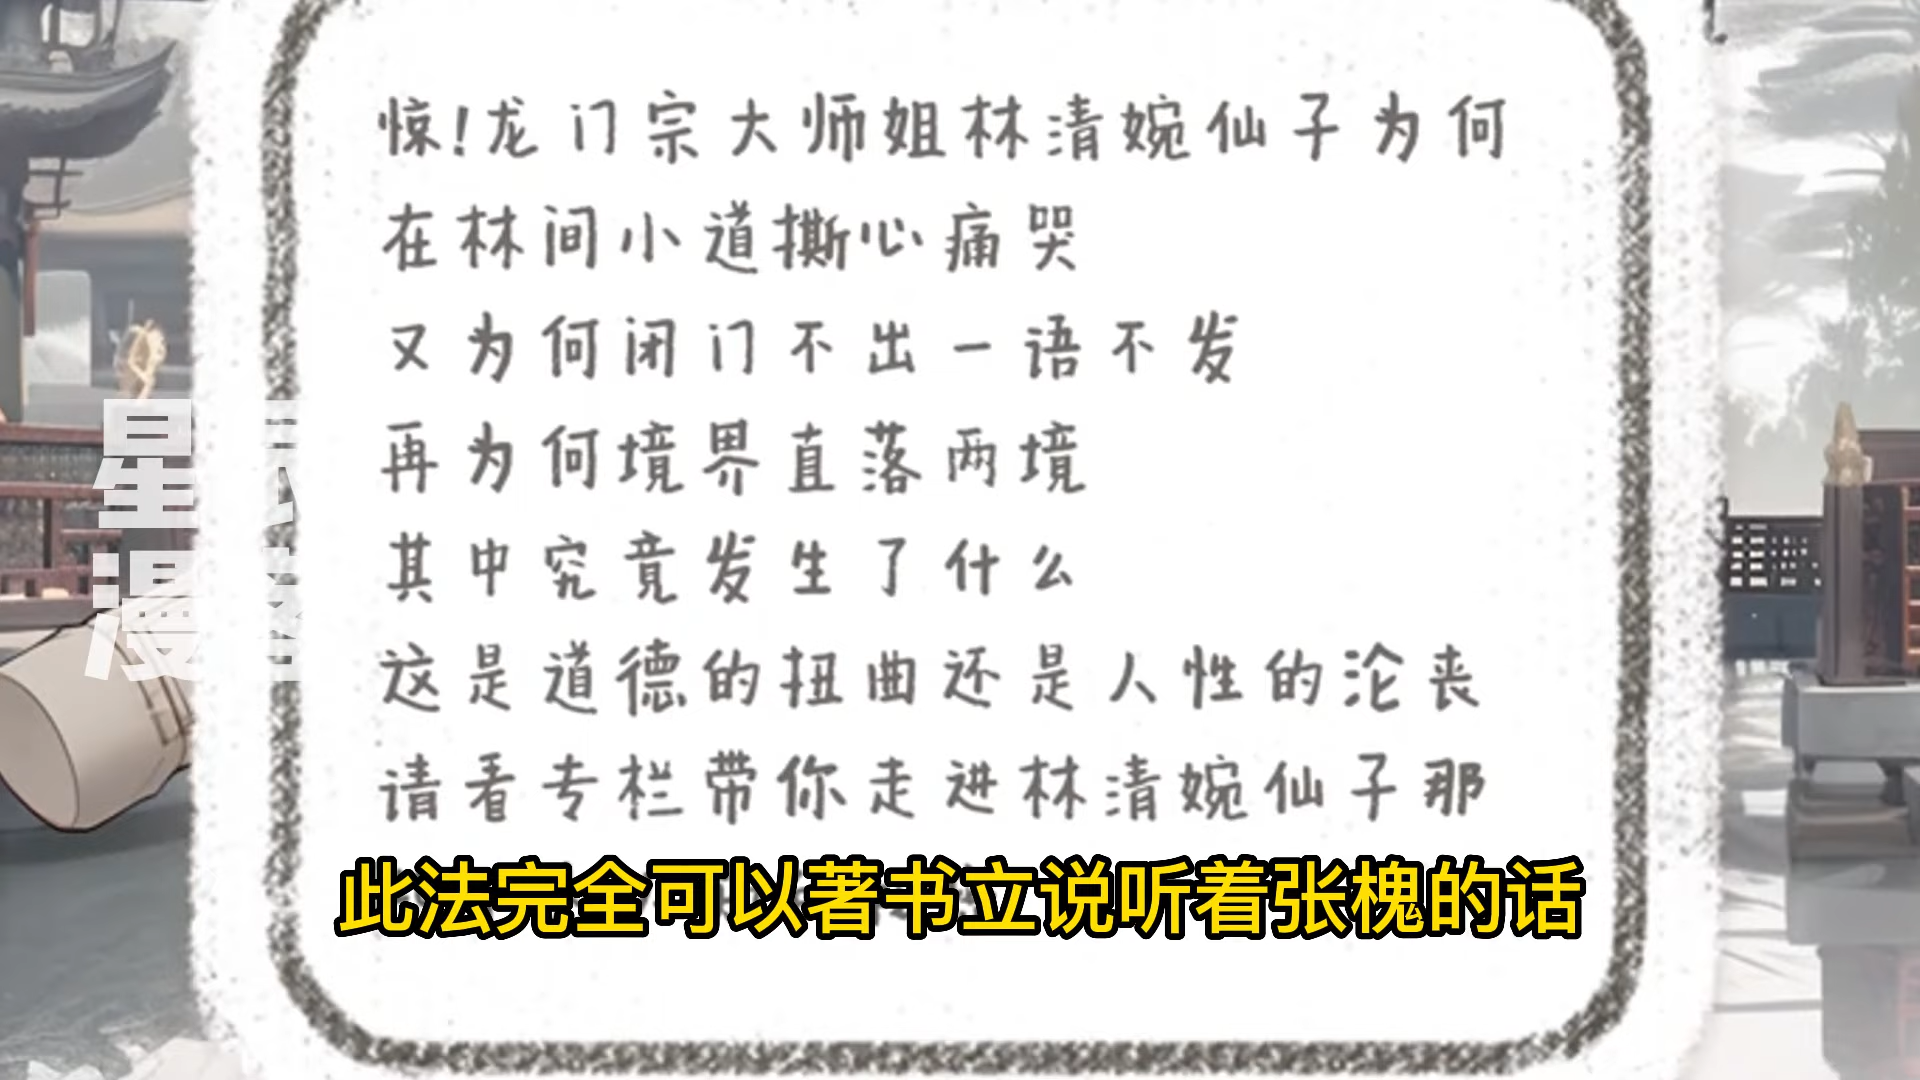 惊!龙门宗大师姐林清婉仙子为何
在林间小道撕心痛哭
又为何闭门不出一语不发
再为何境界直落两境
其中究竟发生了什么
这是道德的扭曲还是人性的沦丧
请看专栏带你走进林清婉仙子那
此法完全可以著书立说听着张槐的话
星
漫